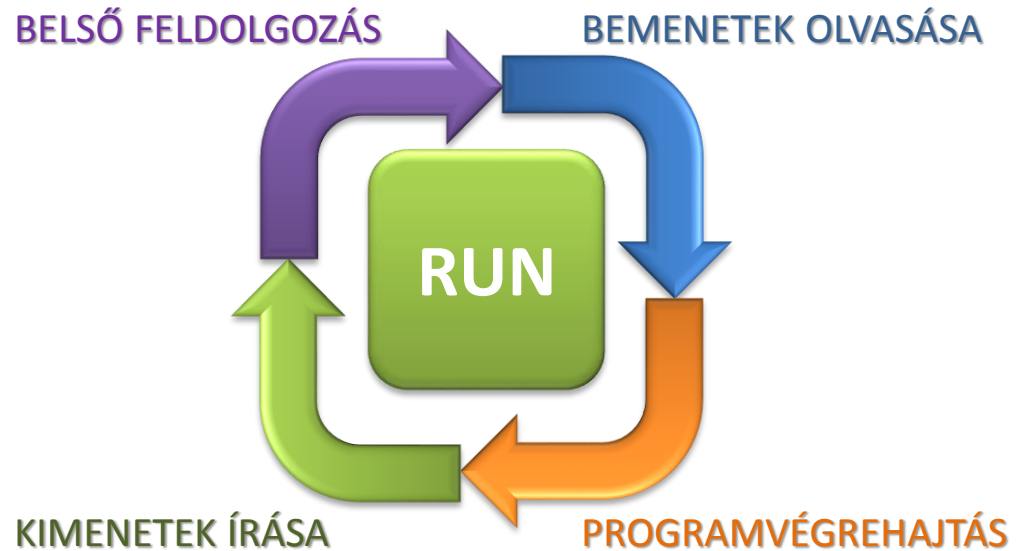 BELSŐ FELDOLGOZÁS
BEMENETEK OLVASÁSA
RUN
KIMENETEK ÍRÁSA
PROGRAMVÉGREHAJTÁS